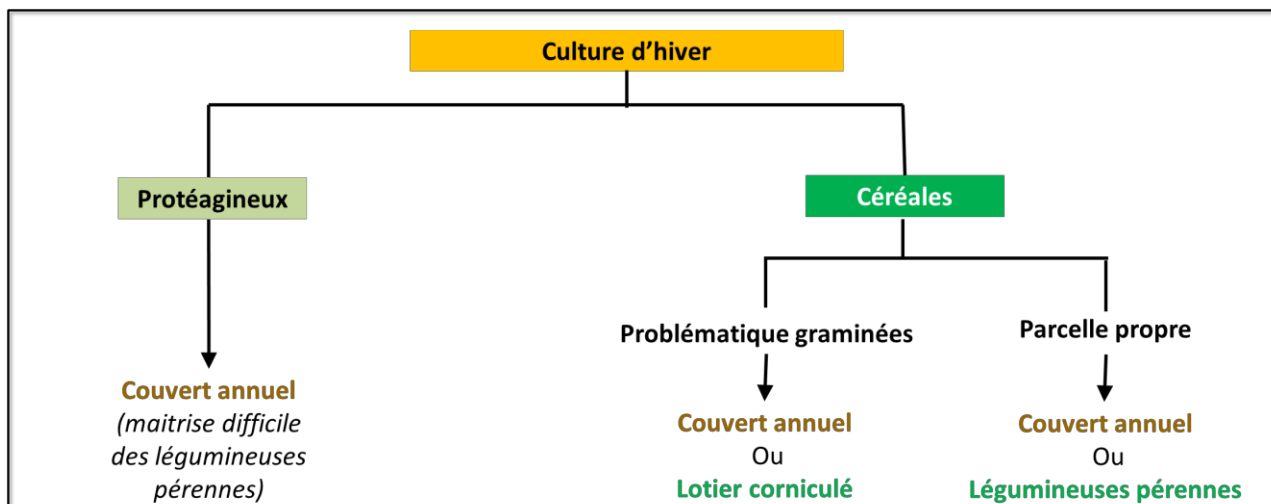 Culture d'hiver
Protéagineux
Céréales
Problématique graminées
Parcelle propre
Couvert annuel
(maitrise difficile
des légumineuses
pérennes)
Couvert annuel
Ou
Lotier corniculé
Couvert annuel
Ou
Légumineuses pérennes